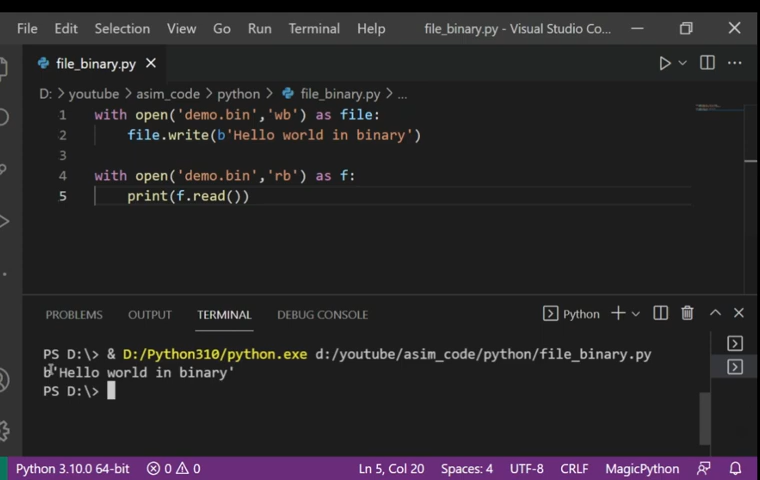 File Edit Selection View Go Run Terminal Help file_binary.py - Visual Studio Co...
file_binary.py
D: > youtube > asim_code > python > file_binary.py > ...
1 with open('demo.bin','wb') as file:
2 file.write(b'Hello world in binary')
3
4 with open('demo.bin','rb') as f:
5 print(f.read())
PROBLEMS OUTPUT TERMINAL DEBUG CONSOLE Python
PS D:\> & D:/Python310/python.exe d:/youtube/asim_code/python/file_binary.py
b'Hello world in binary'
PS D:\>
Python 3.10.0 64-bit 0 0 Ln 5, Col 20 Spaces: 4 UTF-8 CRLF MagicPython